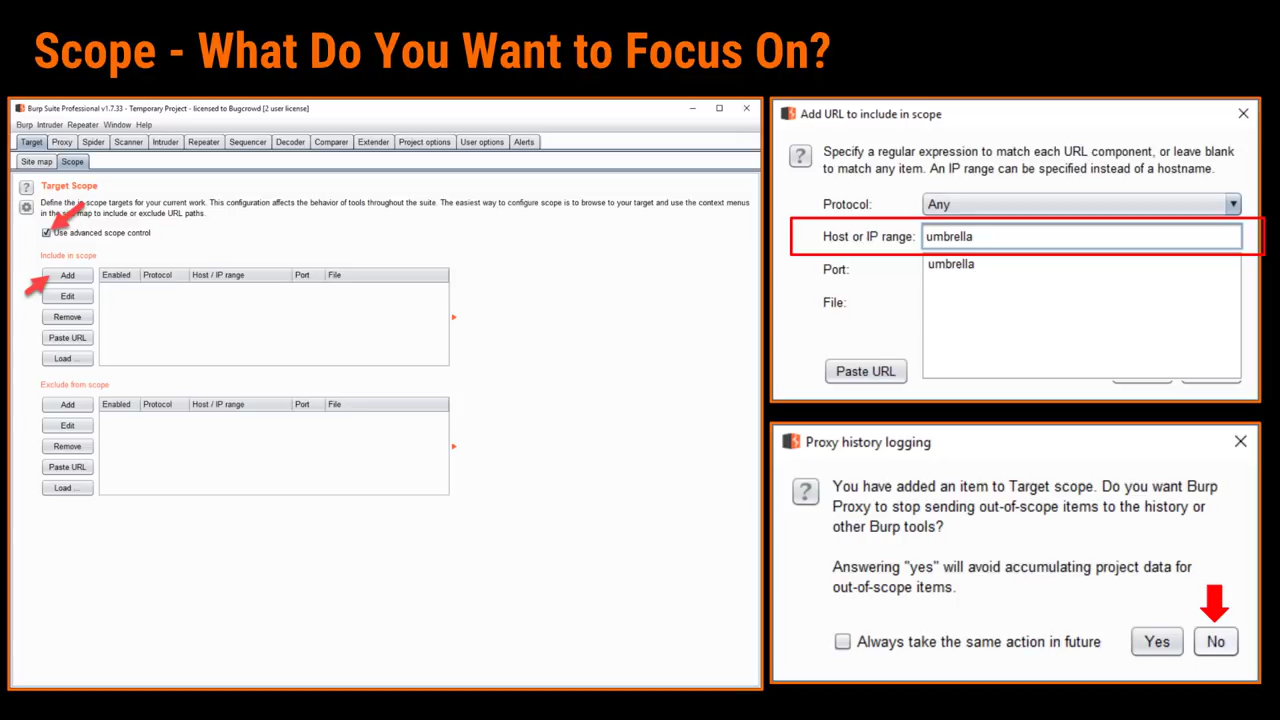 Scope - What Do You Want to Focus On?
Burp Suite Professional v1.7.33 - Temporary Project - licensed to Bugcrowd [2 user license]
Burp Intruder Repeater Window Help
Target Proxy Spider Scanner Intruder Repeater Sequencer Decoder Comparer Extender Project options User options Alerts
Site map Scope
? Target Scope
Define the in-scope targets for your current work. This configuration affects the behavior of tools throughout the suite. The easiest way to configure scope is to browse to your target and use the context menus
in the map to include or exclude URL paths.
Use advanced scope control
Include in scope
Add Enabled Protocol Host / IP range Port File
Edit
Remove
Paste URL
Load ...
Exclude from scope
Add Enabled Protocol Host / IP range Port File
Edit
Remove
Paste URL
Load ...
Add URL to include in scope
? Specify a regular expression to match each URL component, or leave blank
to match any item. An IP range can be specified instead of a hostname.
Protocol: Any
Host or IP range: umbrella
Port: umbrella
File:
Paste URL
Proxy history logging
? You have added an item to Target scope. Do you want Burp
Proxy to stop sending out-of-scope items to the history or
other Burp tools?
Answering "yes" will avoid accumulating project data for
out-of-scope items.
Always take the same action in future Yes No